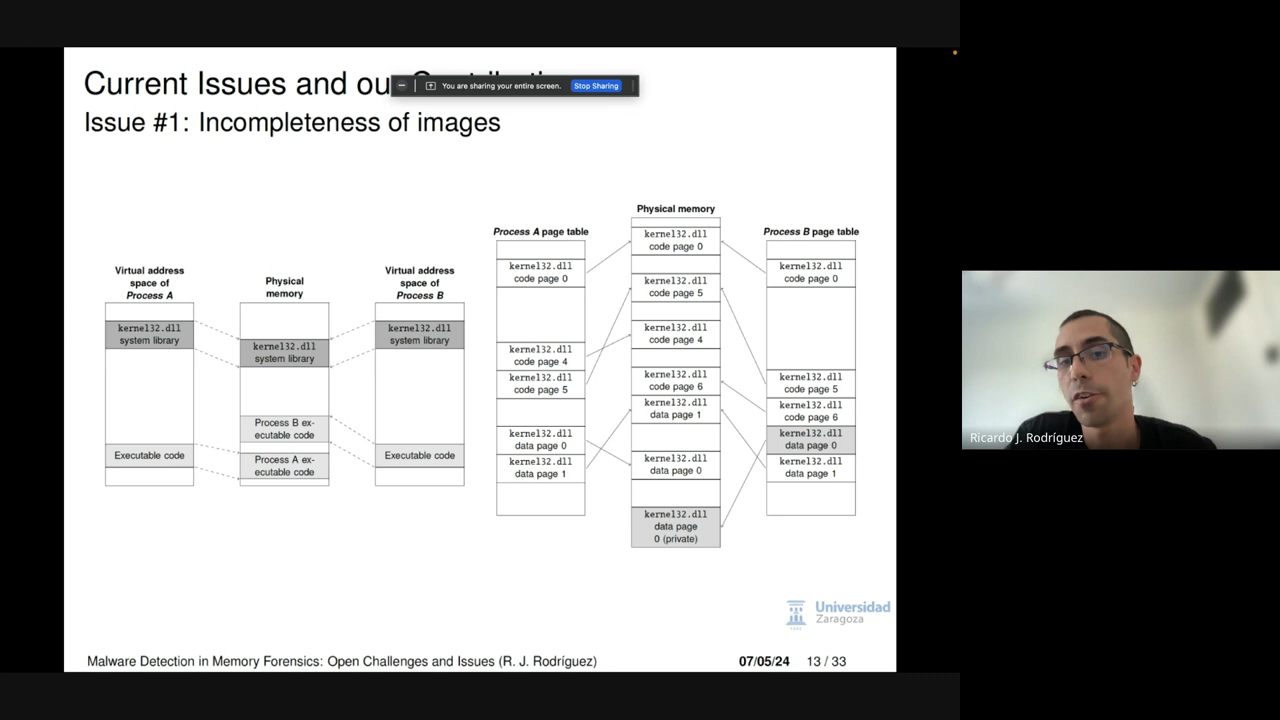 Current Issues and ou
You are sharing your entire screen.
Stop Sharing
Issue #1: Incompleteness of images
Virtual address
space of
Process A
kernel32.dll
system library
Executable code
Physical
memory
kernel32.dll
system library
Process B ex-
ecutable code
Process A ex-
ecutable code
Virtual address
space of
Process B
kernel32.dll
system library
Executable code
Process A page table
kernel32.dll
code page 0
kernel32.dll
code page 4
kernel32.dll
code page 5
kernel32.dll
data page 0
kernel32.dll
data page 1
Physical memory
kernel32.dll
code page 0
kernel32.dll
code page 5
kernel32.dll
code page 4
kernel32.dll
code page 6
kernel32.dll
data page 1
kernel32.dll
data page 0
kernel32.dll
data page
0 (private)
Process B page table
kernel32.dll
code page 0
kernel32.dll
code page 5
kernel32.dll
code page 6
kernel32.dll
data page 0
kernel32.dll
data page 1
Universidad
Zaragoza
Malware Detection in Memory Forensics: Open Challenges and Issues (R. J. Rodríguez)
07/05/24 13 / 33
Ricardo J. Rodríguez